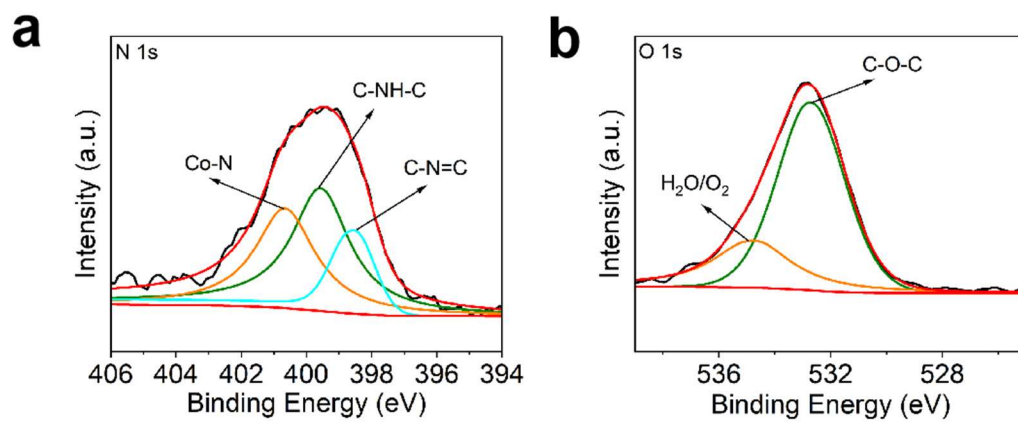 a
N 1s
C-NH-C
Co-N
C-N=C
Intensity (a.u.)
406 404 402 400 398 396 394
Binding Energy (eV)
b
O 1s
C-O-C
H₂O/O₂
Intensity (a.u.)
536 532 528
Binding Energy (eV)